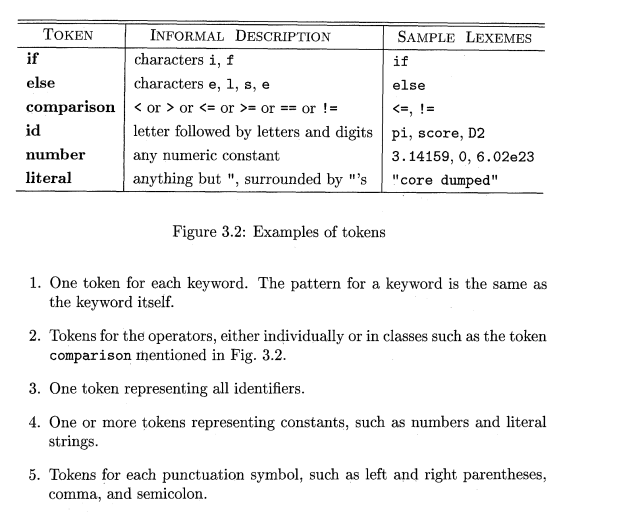 TOKEN INFORMAL DESCRIPTION SAMPLE LEXEMES
if characters i, f if
else characters e, l, s, e else
comparison < or > or <= or >= or == or != <=, !=
id letter followed by letters and digits pi, score, D2
number any numeric constant 3.14159, 0, 6.02e23
literal anything but ", surrounded by "'s "core dumped"
Figure 3.2: Examples of tokens
1. One token for each keyword. The pattern for a keyword is the same as
the keyword itself.
2. Tokens for the operators, either individually or in classes such as the token
comparison mentioned in Fig. 3.2.
3. One token representing all identifiers.
4. One or more tokens representing constants, such as numbers and literal
strings.
5. Tokens for each punctuation symbol, such as left and right parentheses,
comma, and semicolon.